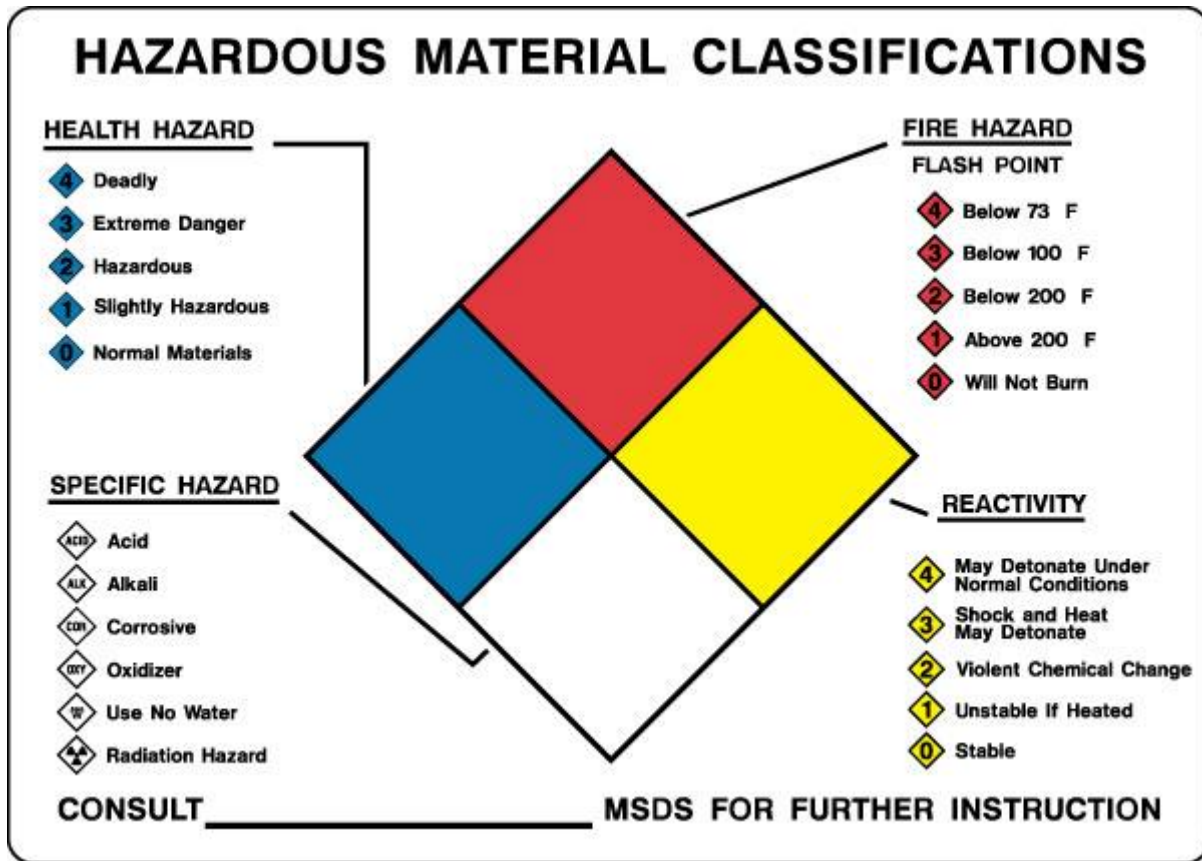 HAZARDOUS MATERIAL CLASSIFICATIONS
HEALTH HAZARD
4 Deadly
3 Extreme Danger
2 Hazardous
1 Slightly Hazardous
0 Normal Materials
FIRE HAZARD
FLASH POINT
4 Below 73 F
3 Below 100 F
2 Below 200 F
1 Above 200 F
0 Will Not Burn
SPECIFIC HAZARD
ACID Acid
ALK Alkali
COR Corrosive
OXY Oxidizer
Use No Water
Radiation Hazard
REACTIVITY
4 May Detonate Under
Normal Conditions
3 Shock and Heat
May Detonate
2 Violent Chemical Change
1 Unstable If Heated
0 Stable
CONSULT MSDS FOR FURTHER INSTRUCTION